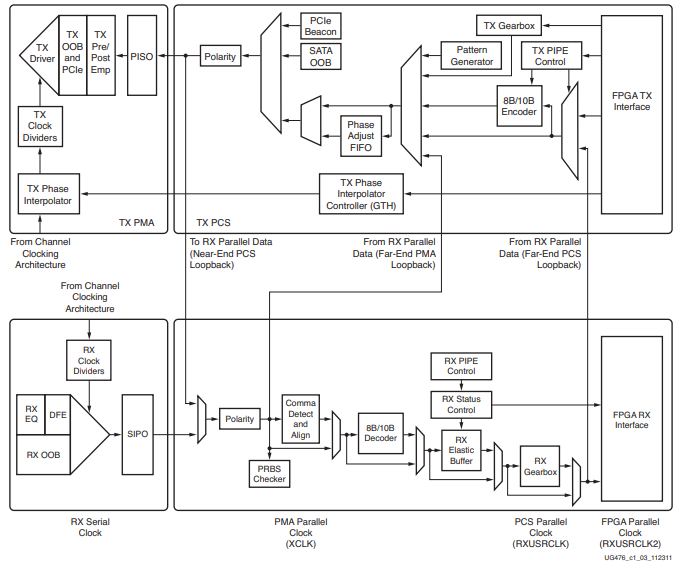 PCIe
Beacon
SATA
OOB
TX Gearbox
Pattern
Generator
TX PIPE
Control
TX
Driver
TX
OOB
and
PCIe
TX
Pre/
Post
Emp
PISO
Polarity
8B/10B
Encoder
FPGA TX
Interface
TX
Clock
Dividers
Phase
Adjust
FIFO
TX Phase
Interpolator
TX Phase
Interpolator
Controller (GTH)
TX PMA
TX PCS
From Channel
Clocking
Architecture
To RX Parallel Data
(Near-End PCS
Loopback)
From RX Parallel
Data (Far-End PMA
Loopback)
From RX Parallel
Data (Far-End PCS
Loopback)
From Channel
Clocking
Architecture
RX
Clock
Dividers
RX PIPE
Control
RX Status
Control
RX
EQ
DFE
RX OOB
SIPO
Polarity
Comma
Detect
and
Align
8B/10B
Decoder
RX
Elastic
Buffer
RX
Gearbox
FPGA RX
Interface
PRBS
Checker
RX Serial
Clock
PMA Parallel
Clock
(XCLK)
PCS Parallel
Clock
(RXUSRCLK)
FPGA Parallel
Clock
(RXUSRCLK2)
UG476_c1_03_112311